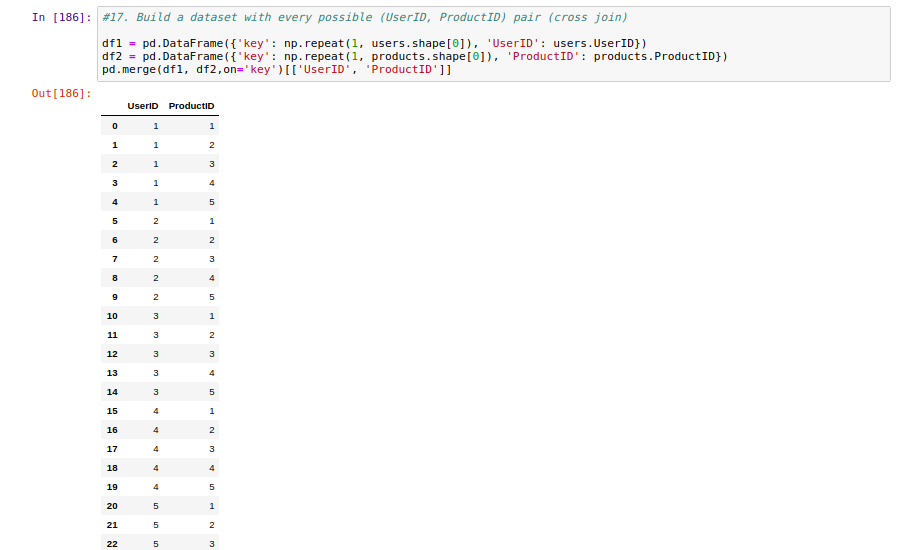 In [186]: #17. Build a dataset with every possible (UserID, ProductID) pair (cross join)
df1 = pd.DataFrame({'key': np.repeat(1, users.shape[0]), 'UserID': users.UserID})
df2 = pd.DataFrame({'key': np.repeat(1, products.shape[0]), 'ProductID': products.ProductID})
pd.merge(df1, df2,on='key')[['UserID', 'ProductID']]
Out[186]:
UserID ProductID
0 1 1
1 1 2
2 1 3
3 1 4
4 1 5
5 2 1
6 2 2
7 2 3
8 2 4
9 2 5
10 3 1
11 3 2
12 3 3
13 3 4
14 3 5
15 4 1
16 4 2
17 4 3
18 4 4
19 4 5
20 5 1
21 5 2
22 5 3